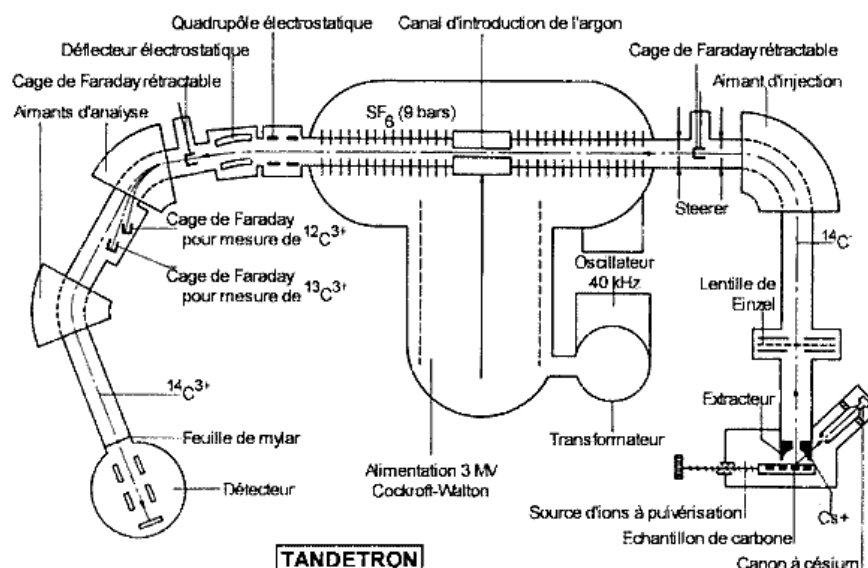 Quadrupôle électrostatique
Canal d'introduction de l'argon
Déflecteur électrostatique
Cage de Faraday rétractable
Cage de Faraday rétractable
Aimant d'injection
Aimants d'analyse
SF6 (9 bars)
Steerer
Cage de Faraday
pour mesure de 12C3+
14C-
Cage de Faraday
pour mesure de 13C3+
Oscillateur
40 kHz
Lentille de
Einzel
14C3+
Extracteur
Feuille de mylar
Transformateur
Détecteur
Alimentation 3 MV
Cockroft-Walton
Source d'ions à pulvérisation
Cs+
Echantillon de carbone
TANDETRON
Canon à césium